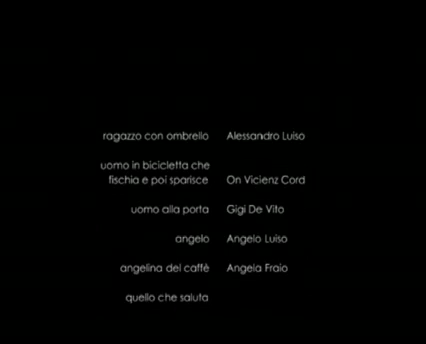 ragazzo con ombrello Alessandro Luiso
uomo in bicicletta che
fischia e poi sparisce On Vicienz Cord
uomo alla porta Gigi De Vito
angelo Angelo Luiso
angelina del caffè Angela Fraio
quello che saluta